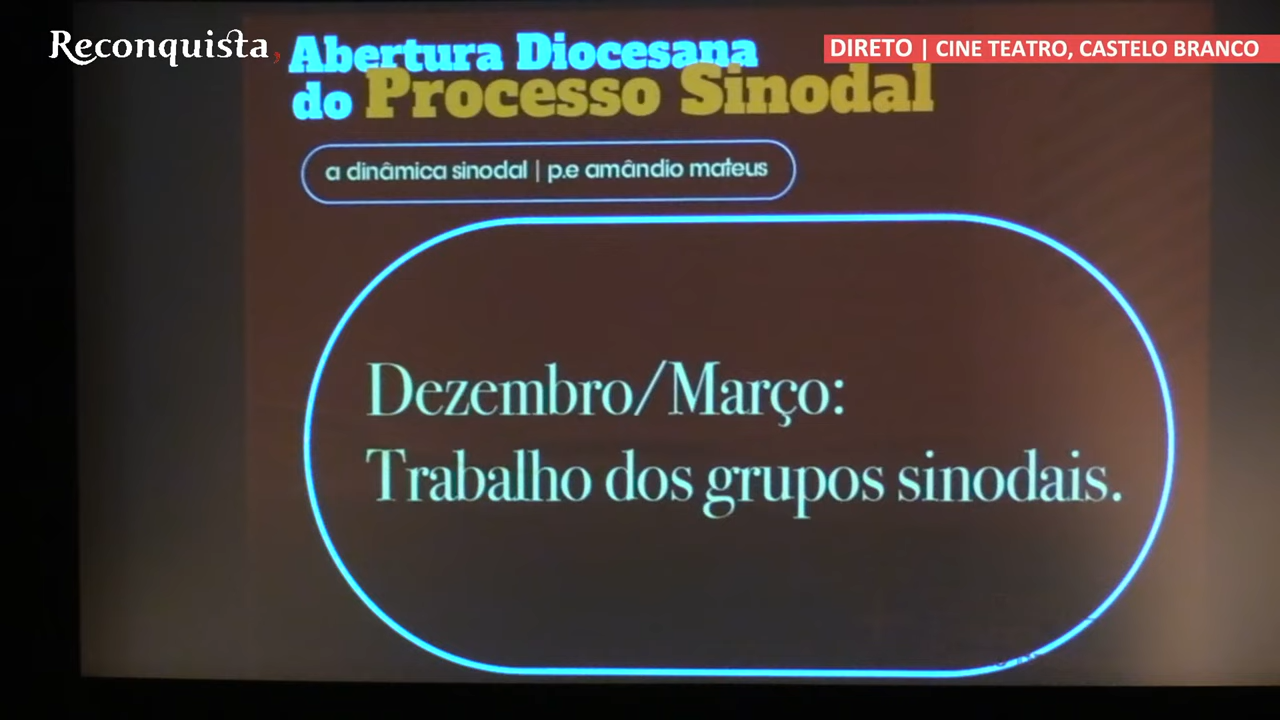 Reconquista,
DIRETO | CINE TEATRO, CASTELO BRANCO
Abertura Diocesana
do Processo Sinodal
a dinâmica sinodal | p.e amândio mateus
Dezembro/Março:
Trabalho dos grupos sinodais.